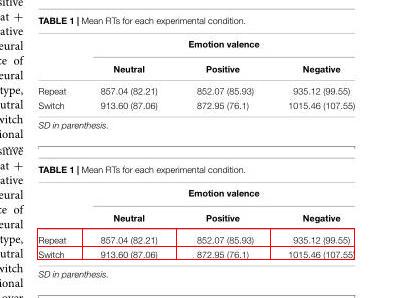 sitive
at +
ative
eural
te of
eural
type,
utral
witch
ional
sitive
at +
ative
eural
e of
eural
type,
utral
witch
ional
TABLE 1 | Mean RTs for each experimental condition.
Emotion valence
Neutral Positive Negative
Repeat 857.04 (82.21) 852.07 (85.93) 935.12 (99.55)
Switch 913.60 (87.06) 872.95 (76.1) 1015.46 (107.55)
SD in parenthesis.
TABLE 1 | Mean RTs for each experimental condition.
Emotion valence
Neutral Positive Negative
Repeat 857.04 (82.21) 852.07 (85.93) 935.12 (99.55)
Switch 913.60 (87.06) 872.95 (76.1) 1015.46 (107.55)
SD in parenthesis.